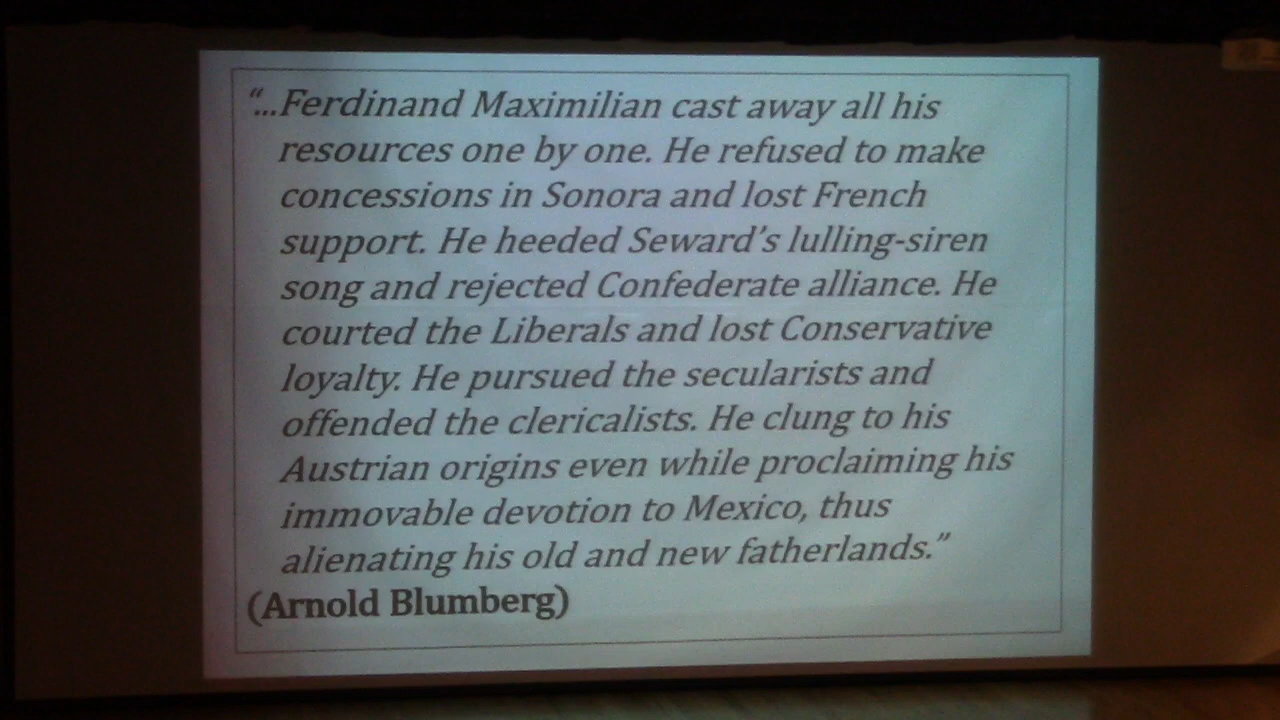 “...Ferdinand Maximilian cast away all his
resources one by one. He refused to make
concessions in Sonora and lost French
support. He heeded Seward’s lulling-siren
song and rejected Confederate alliance. He
courted the Liberals and lost Conservative
loyalty. He pursued the secularists and
offended the clericalists. He clung to his
Austrian origins even while proclaiming his
immovable devotion to Mexico, thus
alienating his old and new fatherlands.”
(Arnold Blumberg)